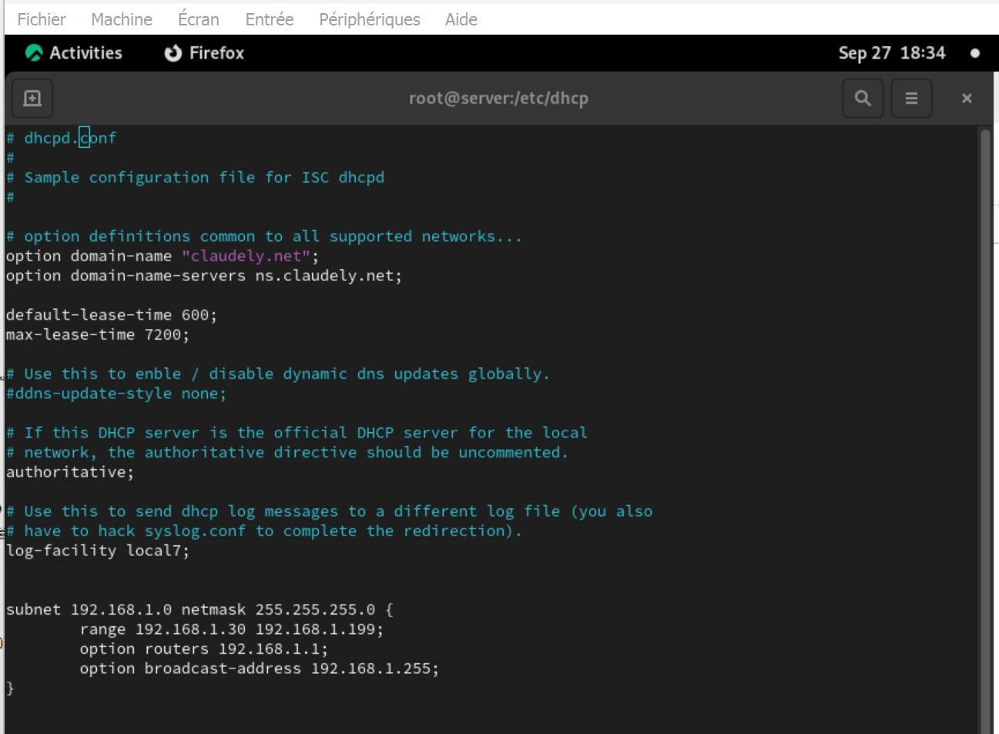 Fichier Machine Écran Entrée Périphériques Aide
Activities Firefox Sep 27 18:34
root@server:/etc/dhcp
# dhcpd.conf
#
# Sample configuration file for ISC dhcpd
#
# option definitions common to all supported networks...
option domain-name "claudely.net";
option domain-name-servers ns.claudely.net;
default-lease-time 600;
max-lease-time 7200;
# Use this to enble / disable dynamic dns updates globally.
#ddns-update-style none;
# If this DHCP server is the official DHCP server for the local
# network, the authoritative directive should be uncommented.
authoritative;
# Use this to send dhcp log messages to a different log file (you also
# have to hack syslog.conf to complete the redirection).
log-facility local7;
subnet 192.168.1.0 netmask 255.255.255.0 {
range 192.168.1.30 192.168.1.199;
option routers 192.168.1.1;
option broadcast-address 192.168.1.255;
}